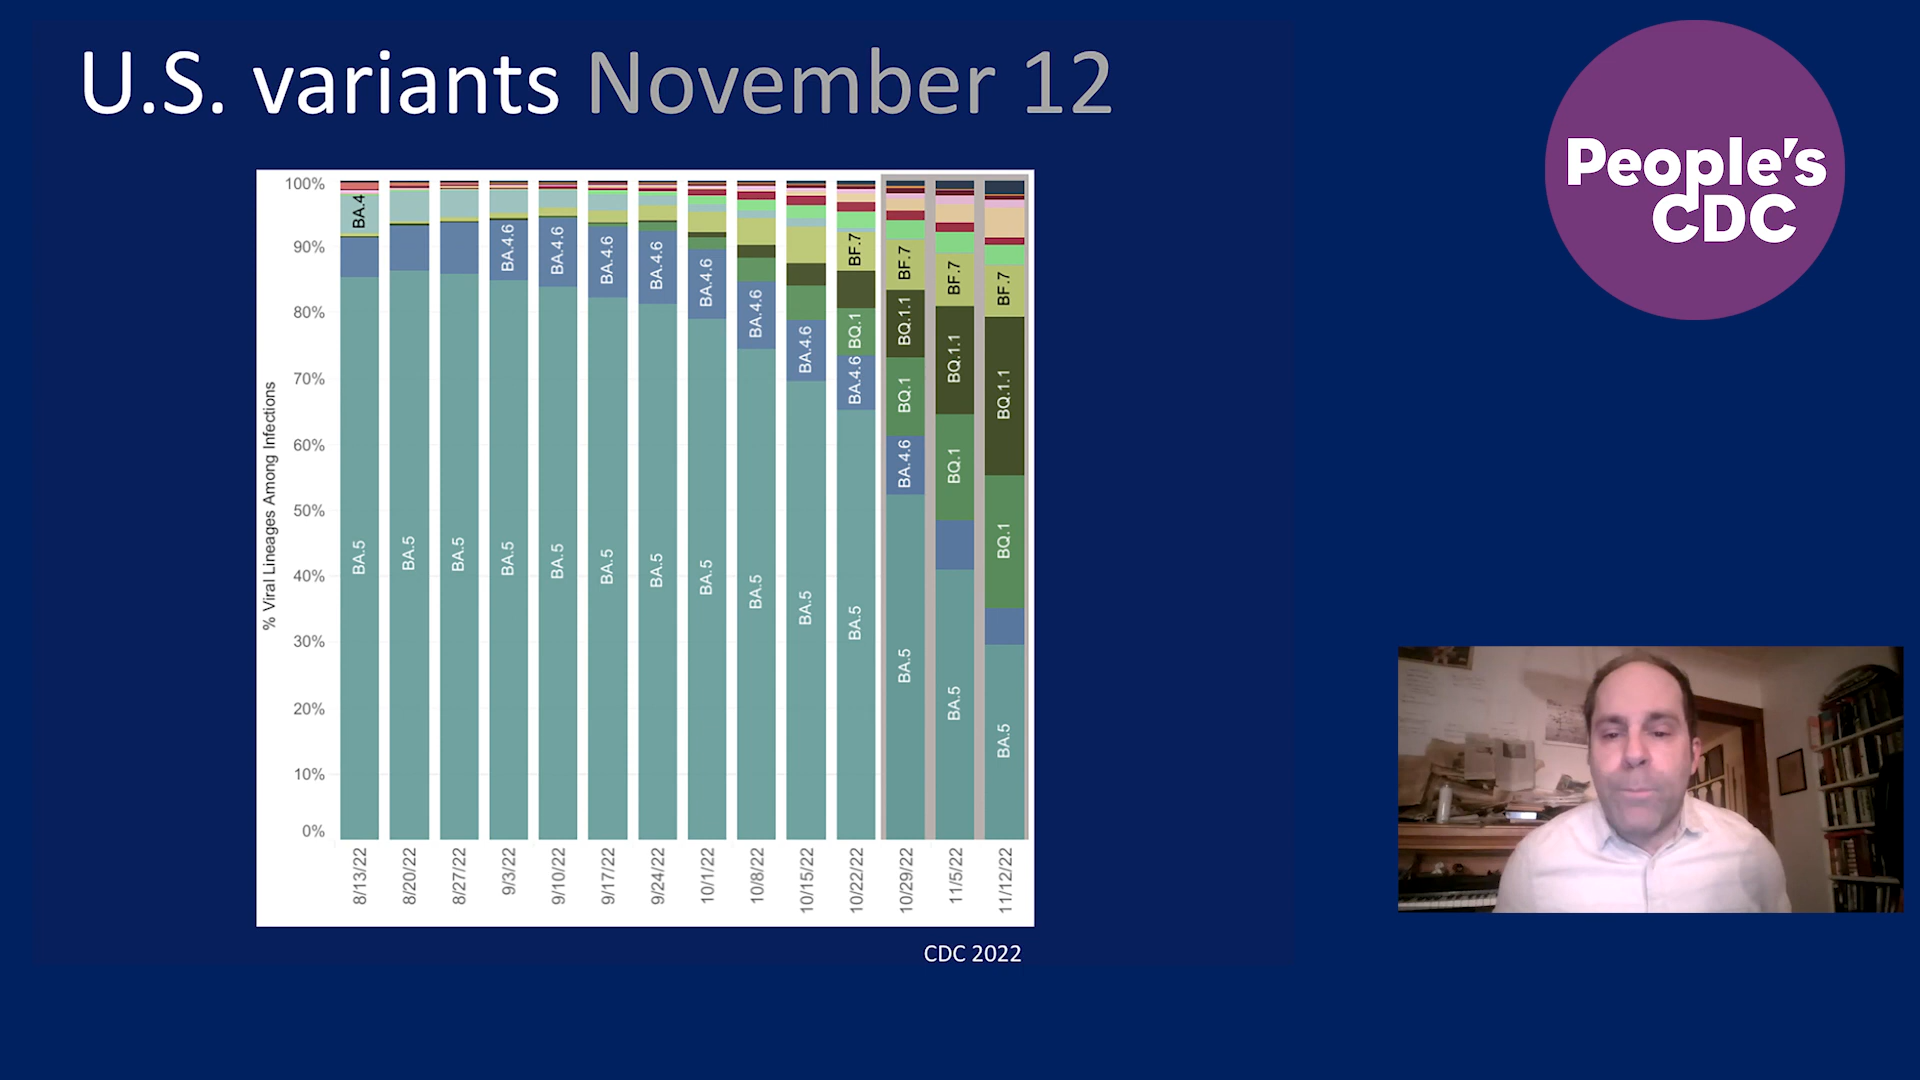 U.S. variants November 12
People's
CDC
% Viral Lineages Among Infections
100%
90%
80%
70%
60%
50%
40%
30%
20%
10%
0%
BA.4
BA.5
BA.5
BA.5
BA.4.6
BA.5
BA.4.6
BA.5
BA.4.6
BA.5
BA.4.6
BA.5
BA.4.6
BA.5
BA.4.6
BA.5
BA.4.6
BA.5
BF.7
BQ.1
BA.4.6
BA.5
BF.7
BQ.1.1
BQ.1
BA.4.6
BA.5
BF.7
BQ.1.1
BQ.1
BA.5
BF.7
BQ.1.1
BQ.1
BA.5
8/13/22
8/20/22
8/27/22
9/3/22
9/10/22
9/17/22
9/24/22
10/1/22
10/8/22
10/15/22
10/22/22
10/29/22
11/5/22
11/12/22
CDC 2022